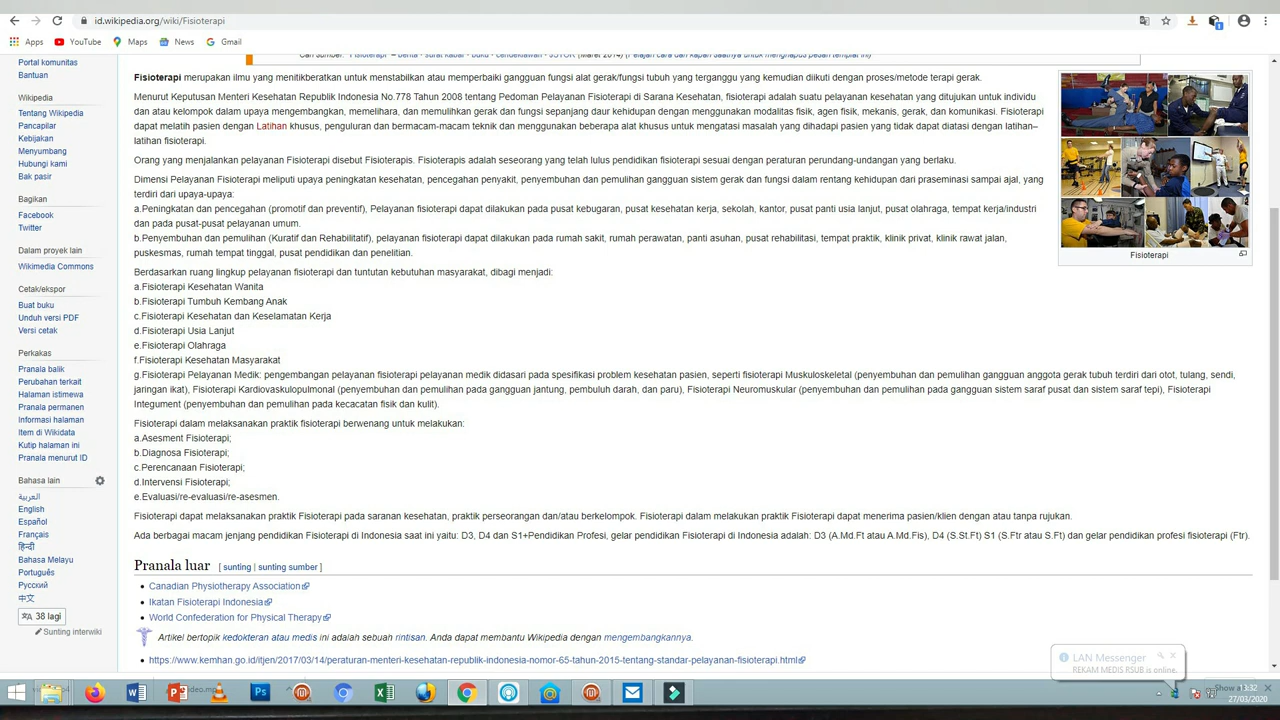 id.wikipedia.org/wiki/Fisioterapi
Apps YouTube Maps News Gmail
Portal komunitas
Bantuan
Wikipedia
Tentang Wikipedia
Pancapilar
Kebijakan
Menyumbang
Hubungi kami
Bak pasir
Bagikan
Facebook
Twitter
Dalam proyek lain
Wikimedia Commons
Cetak/ekspor
Buat buku
Unduh versi PDF
Versi cetak
Perkakas
Pranala balik
Perubahan terkait
Halaman istimewa
Pranala permanen
Informasi halaman
Item di Wikidata
Kutip halaman ini
Pranala menurut ID
Bahasa lain
العربية
English
Español
Français
हिन्दी
Bahasa Melayu
Português
Русский
中文
38 lagi
Sunting interwiki
Fisioterapi merupakan ilmu yang menitikberatkan untuk menstabilkan atau memperbaiki gangguan fungsi alat gerak/fungsi tubuh yang terganggu yang kemudian diikuti dengan proses/metode terapi gerak.
Menurut Keputusan Menteri Kesehatan Republik Indonesia No.778 Tahun 2008 tentang Pedoman Pelayanan Fisioterapi di Sarana Kesehatan, fisioterapi adalah suatu pelayanan kesehatan yang ditujukan untuk individu
dan atau kelompok dalam upaya mengembangkan, memelihara, dan memulihkan gerak dan fungsi sepanjang daur kehidupan dengan menggunakan modalitas fisik, agen fisik, mekanis, gerak, dan komunikasi. Fisioterapi
dapat melatih pasien dengan Latihan khusus, penguluran dan bermacam-macam teknik dan menggunakan beberapa alat khusus untuk mengatasi masalah yang dihadapi pasien yang tidak dapat diatasi dengan latihan–
latihan fisioterapi.
Orang yang menjalankan pelayanan Fisioterapi disebut Fisioterapis. Fisioterapis adalah seseorang yang telah lulus pendidikan fisioterapi sesuai dengan peraturan perundang-undangan yang berlaku.
Dimensi Pelayanan Fisioterapi meliputi upaya peningkatan kesehatan, pencegahan penyakit, penyembuhan dan pemulihan gangguan sistem gerak dan fungsi dalam rentang kehidupan dari praseminasi sampai ajal, yang
terdiri dari upaya-upaya:
a.Peningkatan dan pencegahan (promotif dan preventif), Pelayanan fisioterapi dapat dilakukan pada pusat kebugaran, pusat kesehatan kerja, sekolah, kantor, pusat panti usia lanjut, pusat olahraga, tempat kerja/industri
dan pada pusat-pusat pelayanan umum.
b.Penyembuhan dan pemulihan (Kuratif dan Rehabilitatif), pelayanan fisioterapi dapat dilakukan pada rumah sakit, rumah perawatan, panti asuhan, pusat rehabilitasi, tempat praktik, klinik privat, klinik rawat jalan,
puskesmas, rumah tempat tinggal, pusat pendidikan dan penelitian.
Berdasarkan ruang lingkup pelayanan fisioterapi dan tuntutan kebutuhan masyarakat, dibagi menjadi:
a.Fisioterapi Kesehatan Wanita
b.Fisioterapi Tumbuh Kembang Anak
c.Fisioterapi Kesehatan dan Keselamatan Kerja
d.Fisioterapi Usia Lanjut
e.Fisioterapi Olahraga
f.Fisioterapi Kesehatan Masyarakat
g.Fisioterapi Pelayanan Medik: pengembangan pelayanan fisioterapi pelayanan medik didasari pada spesifikasi problem kesehatan pasien, seperti fisioterapi Muskuloskeletal (penyembuhan dan pemulihan gangguan anggota gerak tubuh terdiri dari otot, tulang, sendi,
jaringan ikat), Fisioterapi Kardiovaskulopulmonal (penyembuhan dan pemulihan pada gangguan jantung, pembuluh darah, dan paru), Fisioterapi Neuromuskular (penyembuhan dan pemulihan pada gangguan sistem saraf pusat dan sistem saraf tepi), Fisioterapi
Integument (penyembuhan dan pemulihan pada kecacatan fisik dan kulit).
Fisioterapi dalam melaksanakan praktik fisioterapi berwenang untuk melakukan:
a.Asesment Fisioterapi;
b.Diagnosa Fisioterapi;
c.Perencanaan Fisioterapi;
d.Intervensi Fisioterapi;
e.Evaluasi/re-evaluasi/re-asesmen.
Fisioterapi dapat melaksanakan praktik Fisioterapi pada saranan kesehatan, praktik perseorangan dan/atau berkelompok. Fisioterapi dalam melakukan praktik Fisioterapi dapat menerima pasien/klien dengan atau tanpa rujukan.
Ada berbagai macam jenjang pendidikan Fisioterapi di Indonesia saat ini yaitu: D3, D4 dan S1+Pendidikan Profesi, gelar pendidikan Fisioterapi di Indonesia adalah: D3 (A.Md.Ft atau A.Md.Fis), D4 (S.St.Ft) S1 (S.Ftr atau S.Ft) dan gelar pendidikan profesi fisioterapi (Ftr).
Fisioterapi
Pranala luar [ sunting | sunting sumber ]
Canadian Physiotherapy Association
Ikatan Fisioterapi Indonesia
World Confederation for Physical Therapy
Artikel bertopik kedokteran atau medis ini adalah sebuah rintisan. Anda dapat membantu Wikipedia dengan mengembangkannya.
https://www.kemhan.go.id/itjen/2017/03/14/peraturan-menteri-kesehatan-republik-indonesia-nomor-65-tahun-2015-tentang-standar-pelayanan-fisioterapi.html
LAN Messenger
REKAM MEDIS RSUB is online.
13:32
27/03/2020